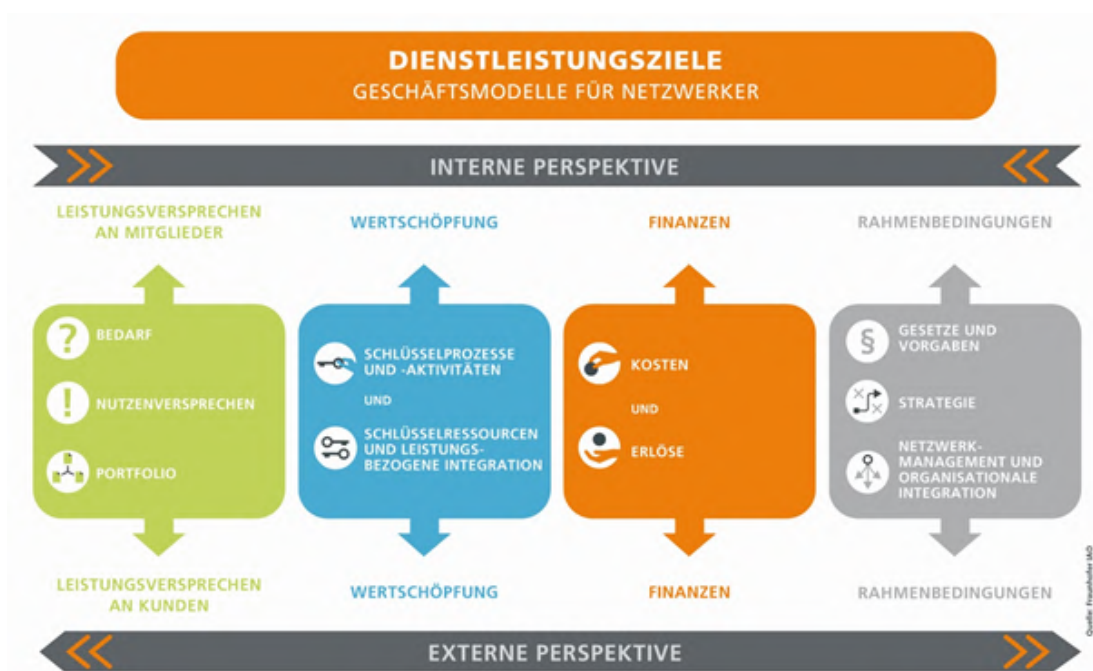 DIENSTLEISTUNGSZIELE
GESCHÄFTSMODELLE FÜR NETZWERKER
INTERNE PERSPEKTIVE
LEISTUNGSVERSPRECHEN
AN MITGLIEDER
WERTSCHÖPFUNG
FINANZEN
RAHMENBEDINGUNGEN
?
BEDARF
!
NUTZENVERSPRECHEN
PORTFOLIO
SCHLÜSSELPROZESSE
UND -AKTIVITÄTEN
UND
SCHLÜSSELRESSOURCEN
UND LEISTUNGS-
BEZOGENE INTEGRATION
KOSTEN
UND
ERLÖSE
§
GESETZE UND
VORGABEN
STRATEGIE
NETZWERK-
MANAGEMENT UND
ORGANISATIONALE
INTEGRATION
LEISTUNGSVERSPRECHEN
AN KUNDEN
WERTSCHÖPFUNG
FINANZEN
RAHMENBEDINGUNGEN
EXTERNE PERSPEKTIVE
Quelle: Fraunhofer IAO